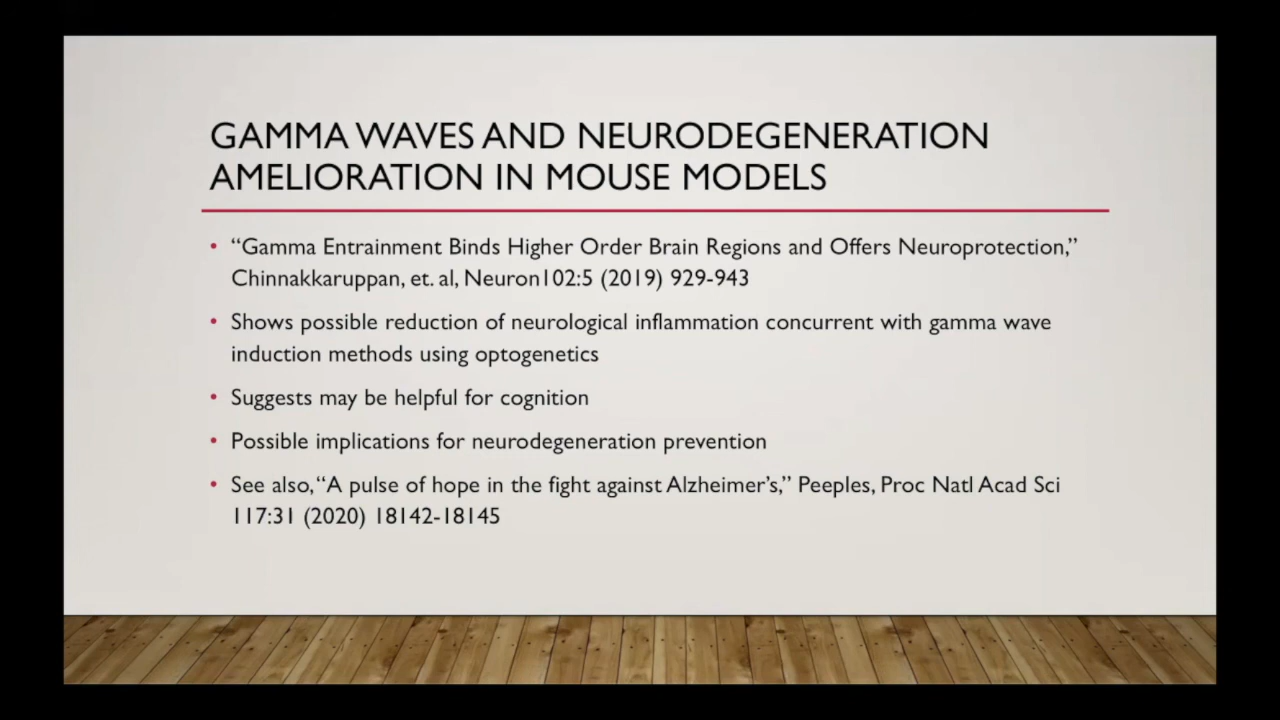 GAMMA WAVES AND NEURODEGENERATION
AMELIORATION IN MOUSE MODELS
• “Gamma Entrainment Binds Higher Order Brain Regions and Offers Neuroprotection,”
Chinnakkaruppan, et. al, Neuron102:5 (2019) 929-943
• Shows possible reduction of neurological inflammation concurrent with gamma wave
induction methods using optogenetics
• Suggests may be helpful for cognition
• Possible implications for neurodegeneration prevention
• See also, “A pulse of hope in the fight against Alzheimer’s,” Peeples, Proc Natl Acad Sci
117:31 (2020) 18142-18145